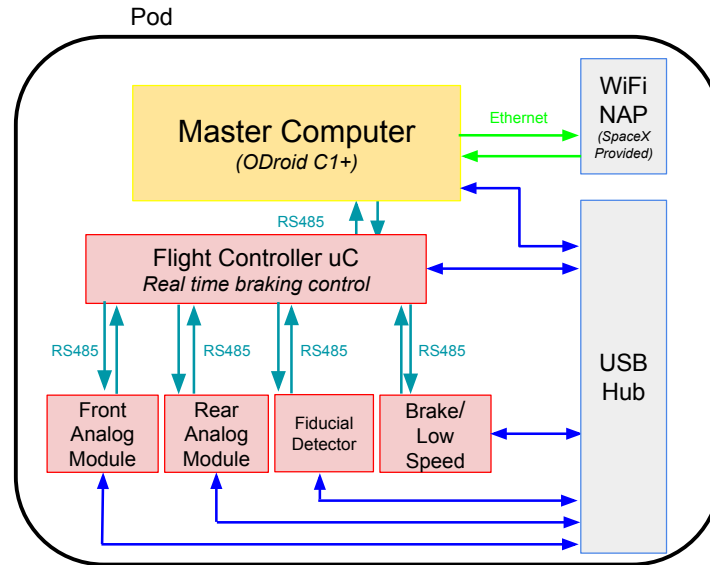 Pod
WiFi
NAP
(SpaceX
Provided)
Ethernet
Master Computer
(ODroid C1+)
RS485
Flight Controller uC
Real time braking control
RS485
RS485
RS485
RS485
Front
Analog
Module
Rear
Analog
Module
Fiducial
Detector
Brake/
Low
Speed
USB
Hub